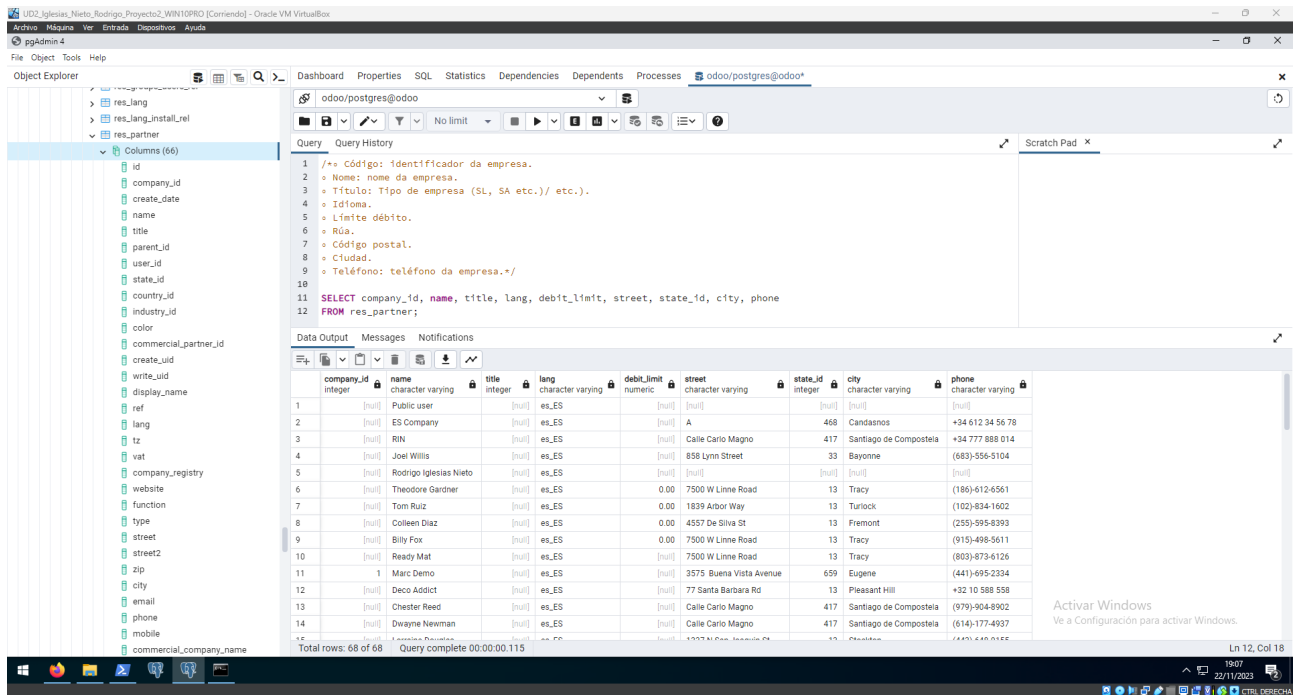 UD2_Iglesias_Nieto_Rodrigo_Proyecto2_WIN10PRO [Corriendo] - Oracle VM VirtualBox
Archivo Máquina Ver Entrada Dispositivos Ayuda
pgAdmin 4
File Object Tools Help
Object Explorer
Dashboard Properties SQL Statistics Dependencies Dependents Processes odoo/postgres@odoo*
res_lang
res_lang_install_rel
res_partner
Columns (66)
id
company_id
create_date
name
title
parent_id
user_id
state_id
country_id
industry_id
color
commercial_partner_id
create_uid
write_uid
display_name
ref
lang
tz
vat
company_registry
website
function
type
street
street2
zip
city
email
phone
mobile
commercial_company_name
odoo/postgres@odoo
No limit
Query Query History
Scratch Pad
1 /*◦ Código: identificador da empresa.
2 ◦ Nome: nome da empresa.
3 ◦ Título: Tipo de empresa (SL, SA etc.)/ etc.).
4 ◦ Idioma.
5 ◦ Límite débito.
6 ◦ Rúa.
7 ◦ Código postal.
8 ◦ Ciudad.
9 ◦ Teléfono: teléfono da empresa.*/
10
11 SELECT company_id, name, title, lang, debit_limit, street, state_id, city, phone
12 FROM res_partner;
Data Output Messages Notifications
company_id name title lang debit_limit street state_id city phone
integer character varying integer character varying numeric character varying integer character varying character varying
1 [null] Public user [null] es_ES [null] [null] [null] [null] [null]
2 [null] ES Company [null] es_ES [null] A 468 Candasnos +34 612 34 56 78
3 [null] RIN [null] es_ES [null] Calle Carlo Magno 417 Santiago de Compostela +34 777 888 014
4 [null] Joel Willis [null] es_ES [null] 858 Lynn Street 33 Bayonne (683)-556-5104
5 [null] Rodrigo Iglesias Nieto [null] es_ES [null] [null] [null] [null] [null]
6 [null] Theodore Gardner [null] es_ES 0.00 7500 W Linne Road 13 Tracy (186)-612-6561
7 [null] Tom Ruiz [null] es_ES 0.00 1839 Arbor Way 13 Turlock (102)-834-1602
8 [null] Colleen Diaz [null] es_ES 0.00 4557 De Silva St 13 Fremont (255)-595-8393
9 [null] Billy Fox [null] es_ES 0.00 7500 W Linne Road 13 Tracy (915)-498-5611
10 [null] Ready Mat [null] es_ES [null] 7500 W Linne Road 13 Tracy (803)-873-6126
11 1 Marc Demo [null] es_ES [null] 3575 Buena Vista Avenue 659 Eugene (441)-695-2334
12 [null] Deco Addict [null] es_ES [null] 77 Santa Barbara Rd 13 Pleasant Hill +32 10 588 558
13 [null] Chester Reed [null] es_ES [null] Calle Carlo Magno 417 Santiago de Compostela (979)-904-8902
14 [null] Dwayne Newman [null] es_ES [null] Calle Carlo Magno 417 Santiago de Compostela (614)-177-4937
Activar Windows
Ve a Configuración para activar Windows.
Total rows: 68 of 68 Query complete 00:00:00.115
Ln 12, Col 18
19:07
22/11/2023
2
CTRL DERECHA